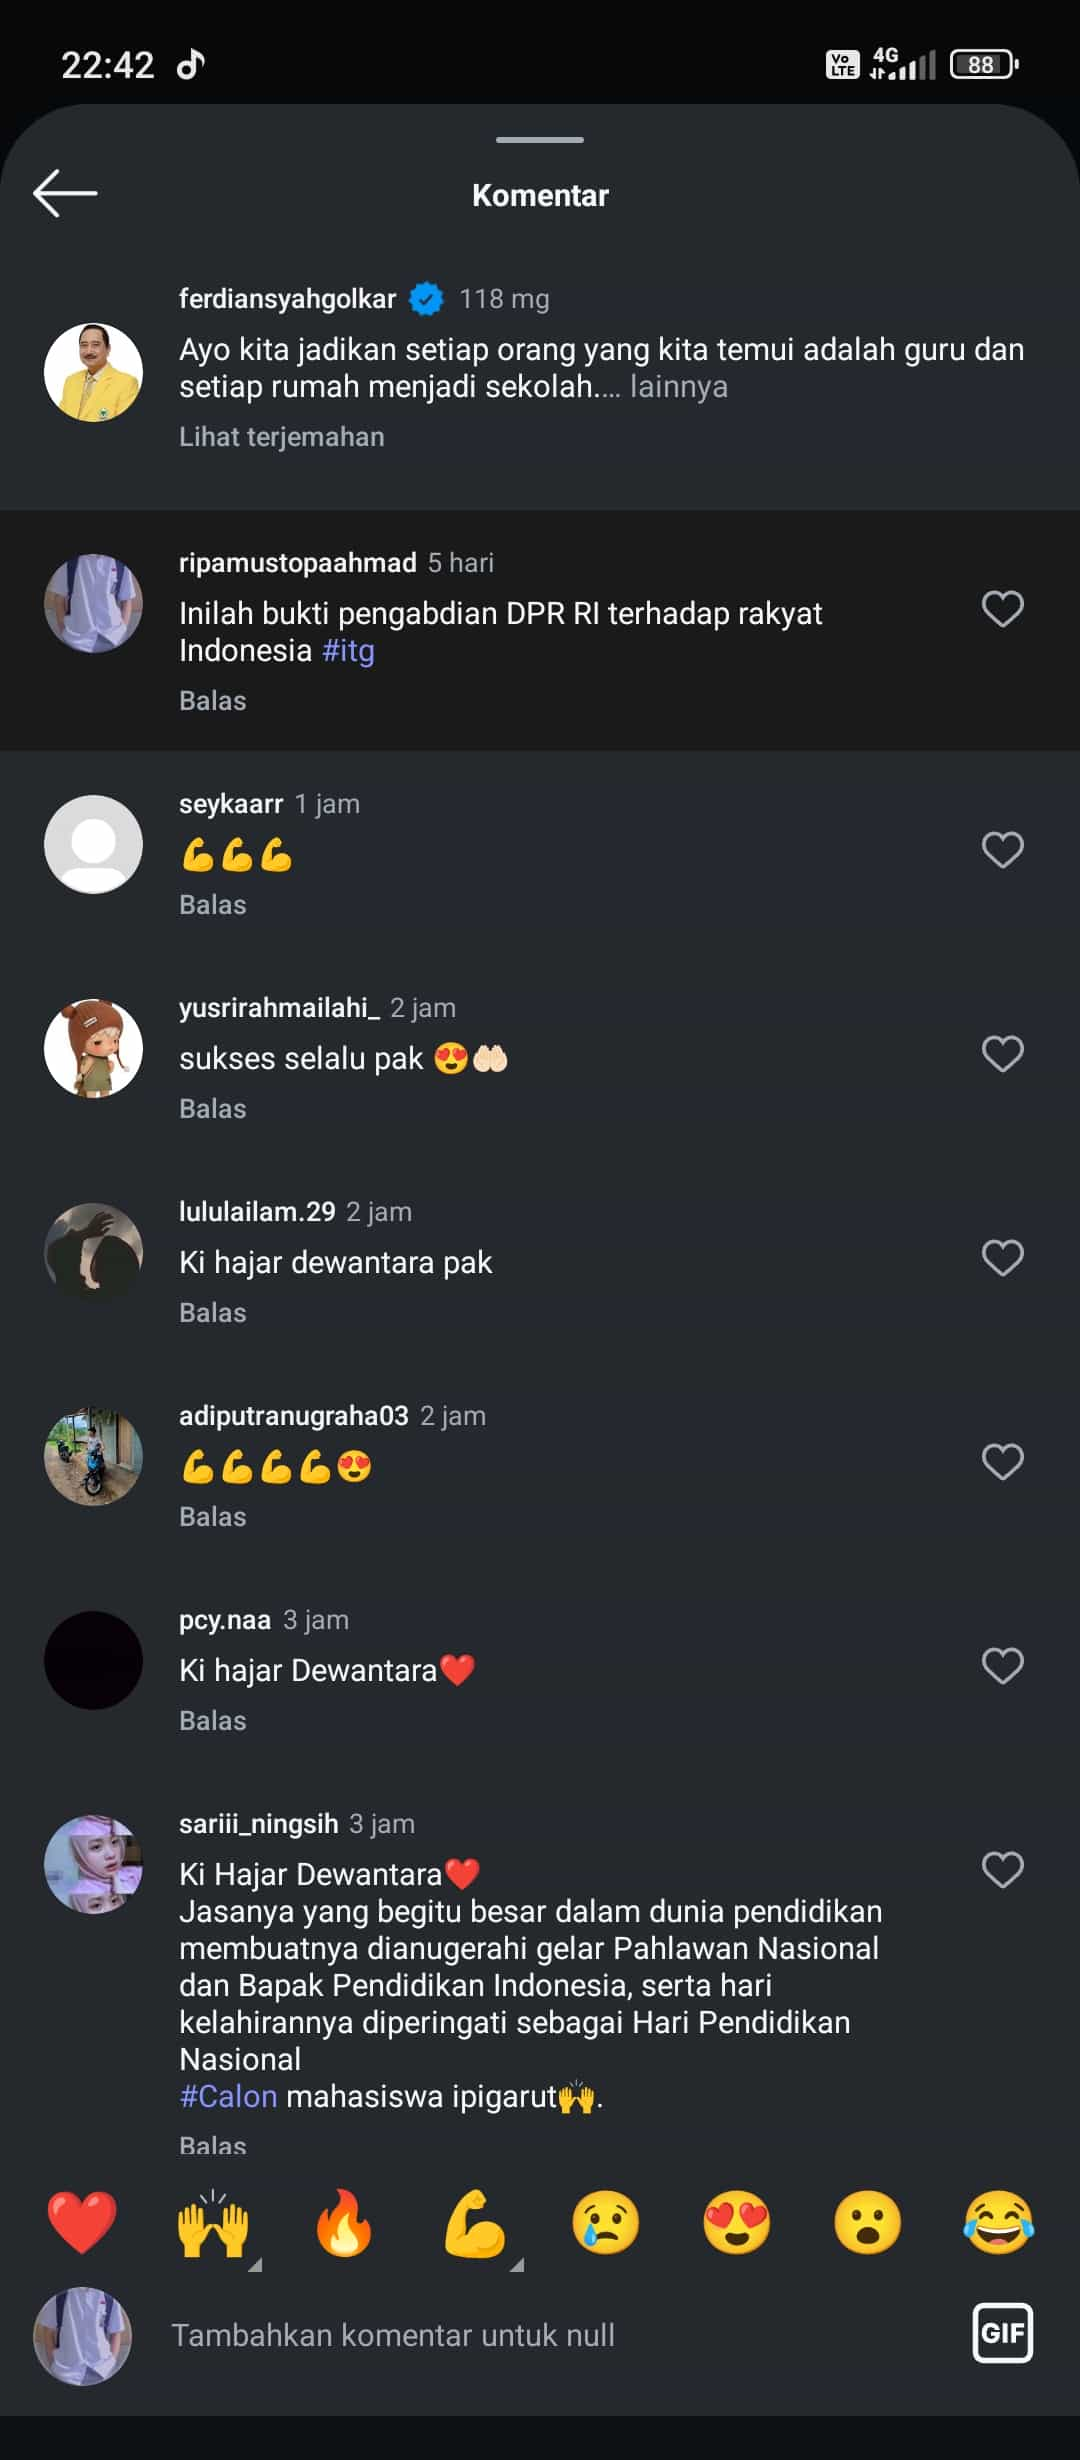 22:42
Vo LTE 4G 88
Komentar
ferdiansyahgolkar 118 mg
Ayo kita jadikan setiap orang yang kita temui adalah guru dan
setiap rumah menjadi sekolah.... lainnya
Lihat terjemahan
ripamustopaahmad 5 hari
Inilah bukti pengabdian DPR RI terhadap rakyat
Indonesia #itg
Balas
seykaarr 1 jam
💪💪💪
Balas
yusrirahmailahi_ 2 jam
sukses selalu pak 😍🤲🏻
Balas
lululailam.29 2 jam
Ki hajar dewantara pak
Balas
adiputranugraha03 2 jam
💪💪💪💪😍
Balas
pcy.naa 3 jam
Ki hajar Dewantara❤️
Balas
sariii_ningsih 3 jam
Ki Hajar Dewantara❤️
Jasanya yang begitu besar dalam dunia pendidikan
membuatnya dianugerahi gelar Pahlawan Nasional
dan Bapak Pendidikan Indonesia, serta hari
kelahirannya diperingati sebagai Hari Pendidikan
Nasional
#Calon mahasiswa ipigarut🙌.
Balas
❤️🙌🔥💪😢😍😮😂
Tambahkan komentar untuk null
GIF